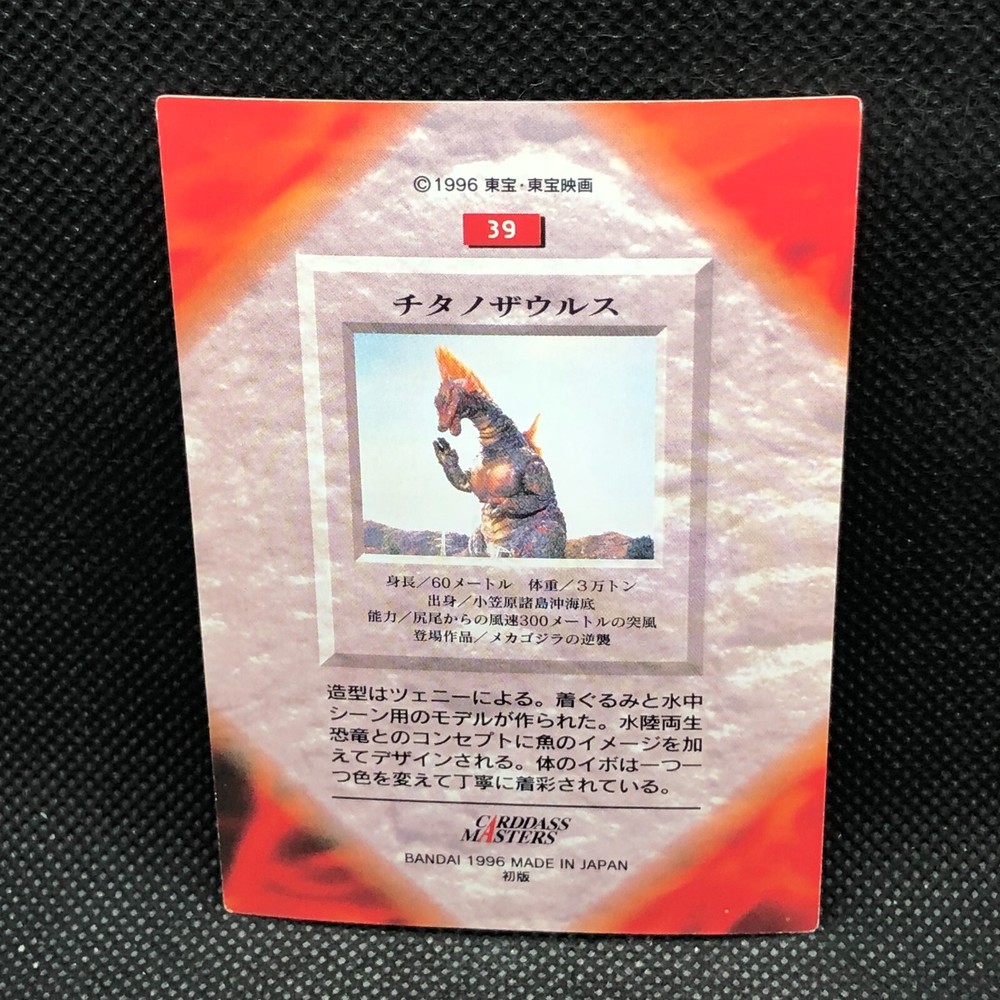 ©1996 東宝・東宝映画
39
チタノザウルス
身長／60メートル 体重／3万トン
出身／小笠原諸島沖海底
能力／尻尾からの風速300メートルの突風
登場作品／メカゴジラの逆襲
造型はツェニーによる。着ぐるみと水中
シーン用のモデルが作られた。水陸両生
恐竜とのコンセプトに魚のイメージを加
えてデザインされる。体のイボは一つ一
つ色を変えて丁寧に着彩されている。
CARDDASS
MASTERS
BANDAI 1996 MADE IN JAPAN
初版